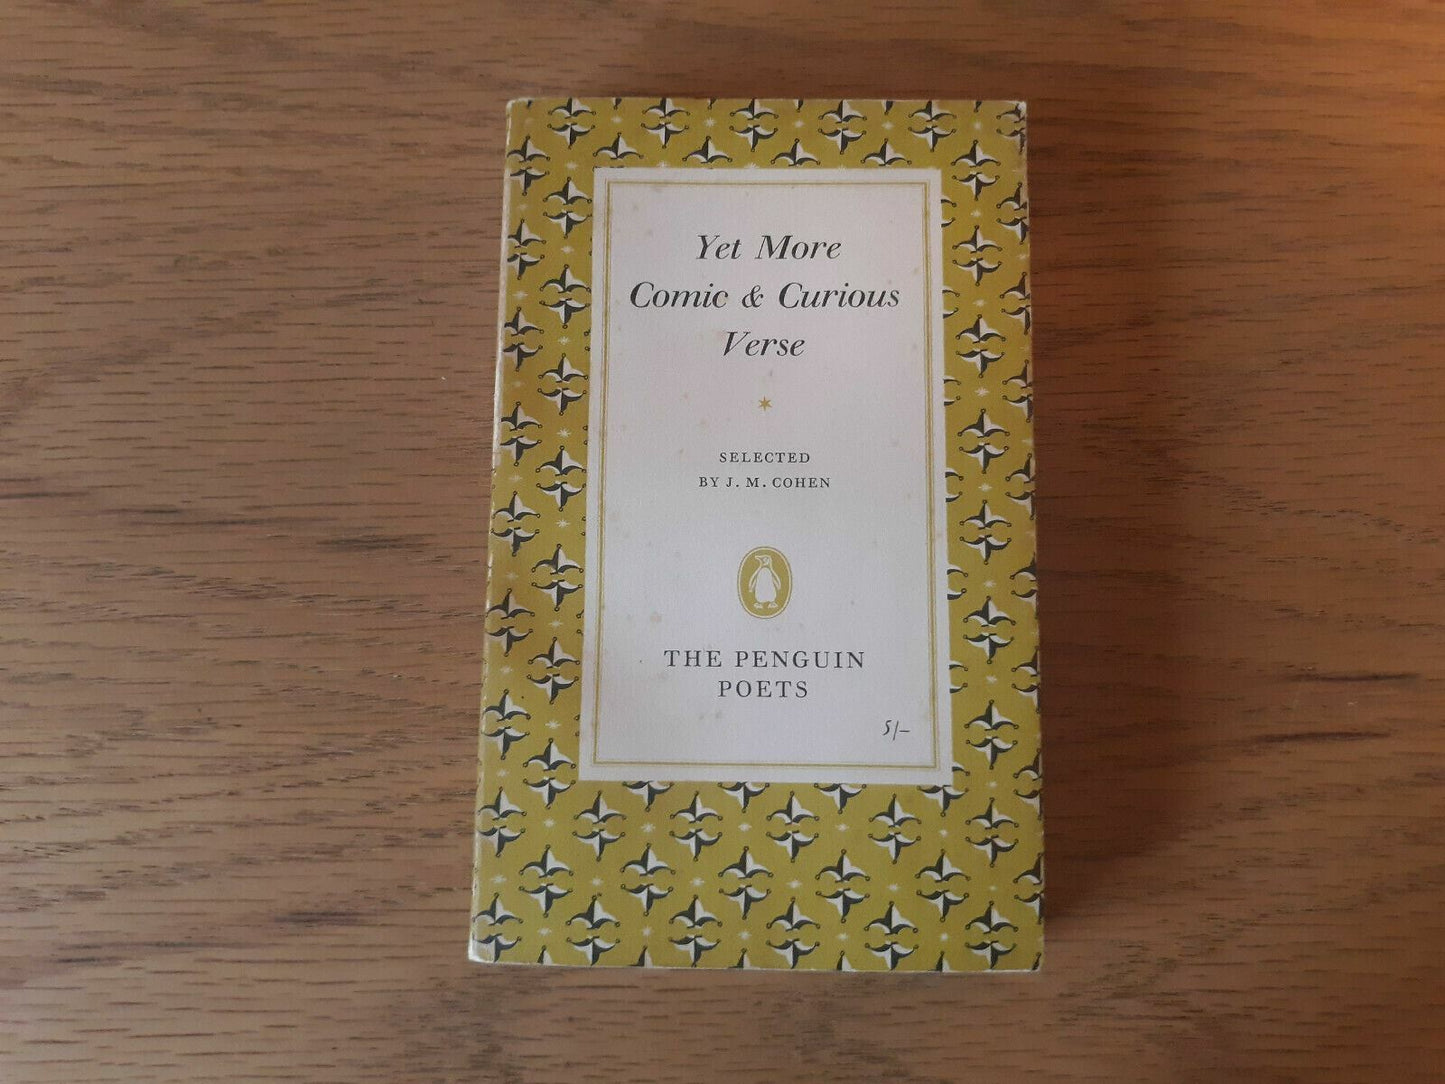 Yet More
Comic & Curious
Verse
SELECTED
BY J. M. COHEN
THE PENGUIN
POETS
5/-